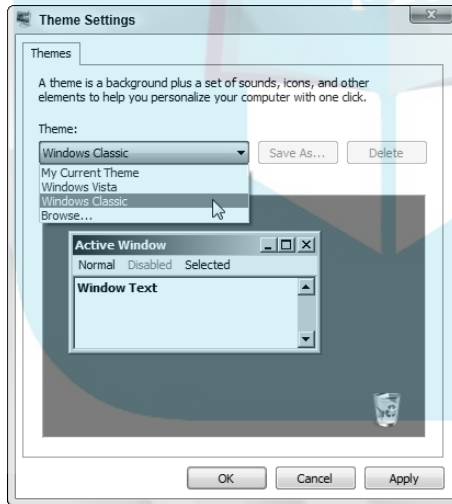 Theme Settings
Themes
A theme is a background plus a set of sounds, icons, and other
elements to help you personalize your computer with one click.
Theme:
Windows Classic Save As... Delete
My Current Theme
Windows Vista
Windows Classic
Browse...
Active Window
Normal Disabled Selected
Window Text
OK Cancel Apply